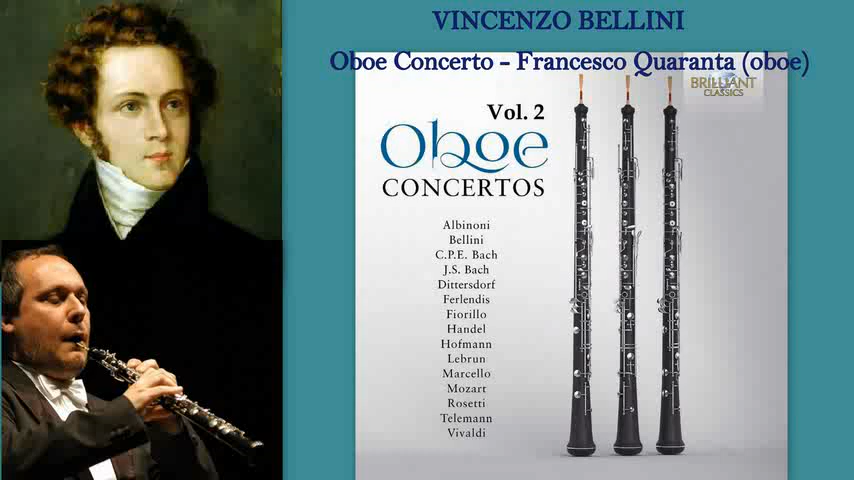 VINCENZO BELLINI
Oboe Concerto - Francesco Quaranta (oboe)
BRILLIANT
CLASSICS
Vol. 2
Oboe
CONCERTOS
Albinoni
Bellini
C.P.E. Bach
J.S. Bach
Dittersdorf
Ferlendis
Fiorillo
Handel
Hofmann
Lebrun
Marcello
Mozart
Rosetti
Telemann
Vivaldi